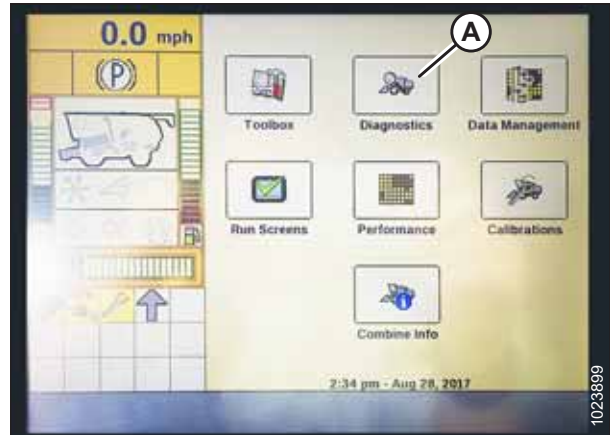 0.0 mph
A
(P)
Toolbox
Diagnostics
Data Management
Run Screens
Performance
Calibrations
Combine Info
2:34 pm - Aug 28, 2017
1023899